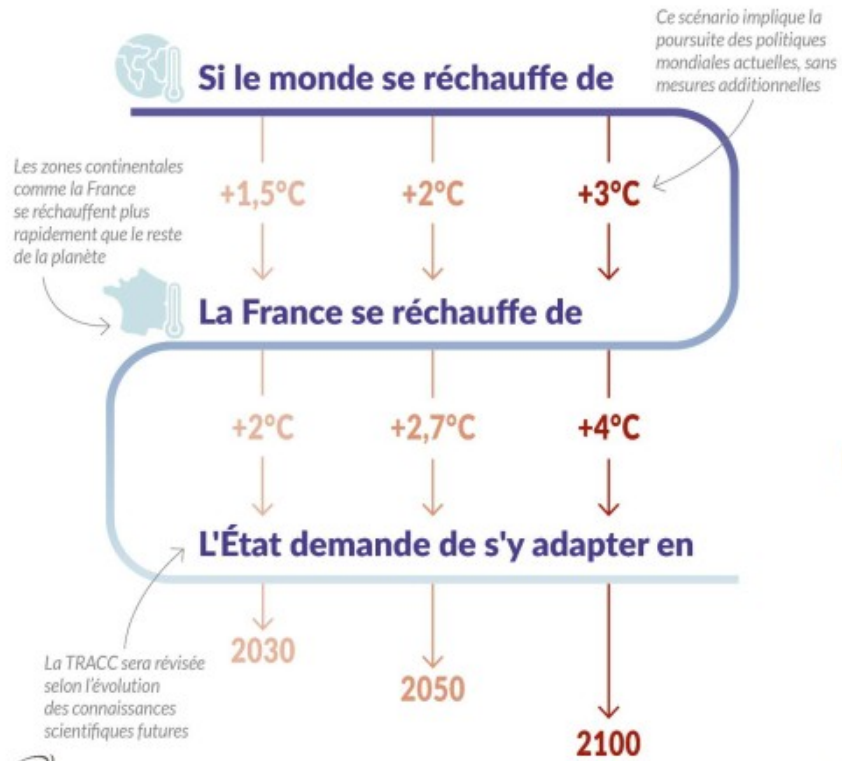 Ce scénario implique la
poursuite des politiques
mondiales actuelles, sans
mesures additionnelles
Si le monde se réchauffe de
Les zones continentales
comme la France
se réchauffent plus
rapidement que le reste
de la planète
+1,5°C +2°C +3°C
La France se réchauffe de
+2°C +2,7°C +4°C
L'État demande de s'y adapter en
La TRACC sera révisée
selon l'évolution
des connaissances
scientifiques futures
2030
2050
2100